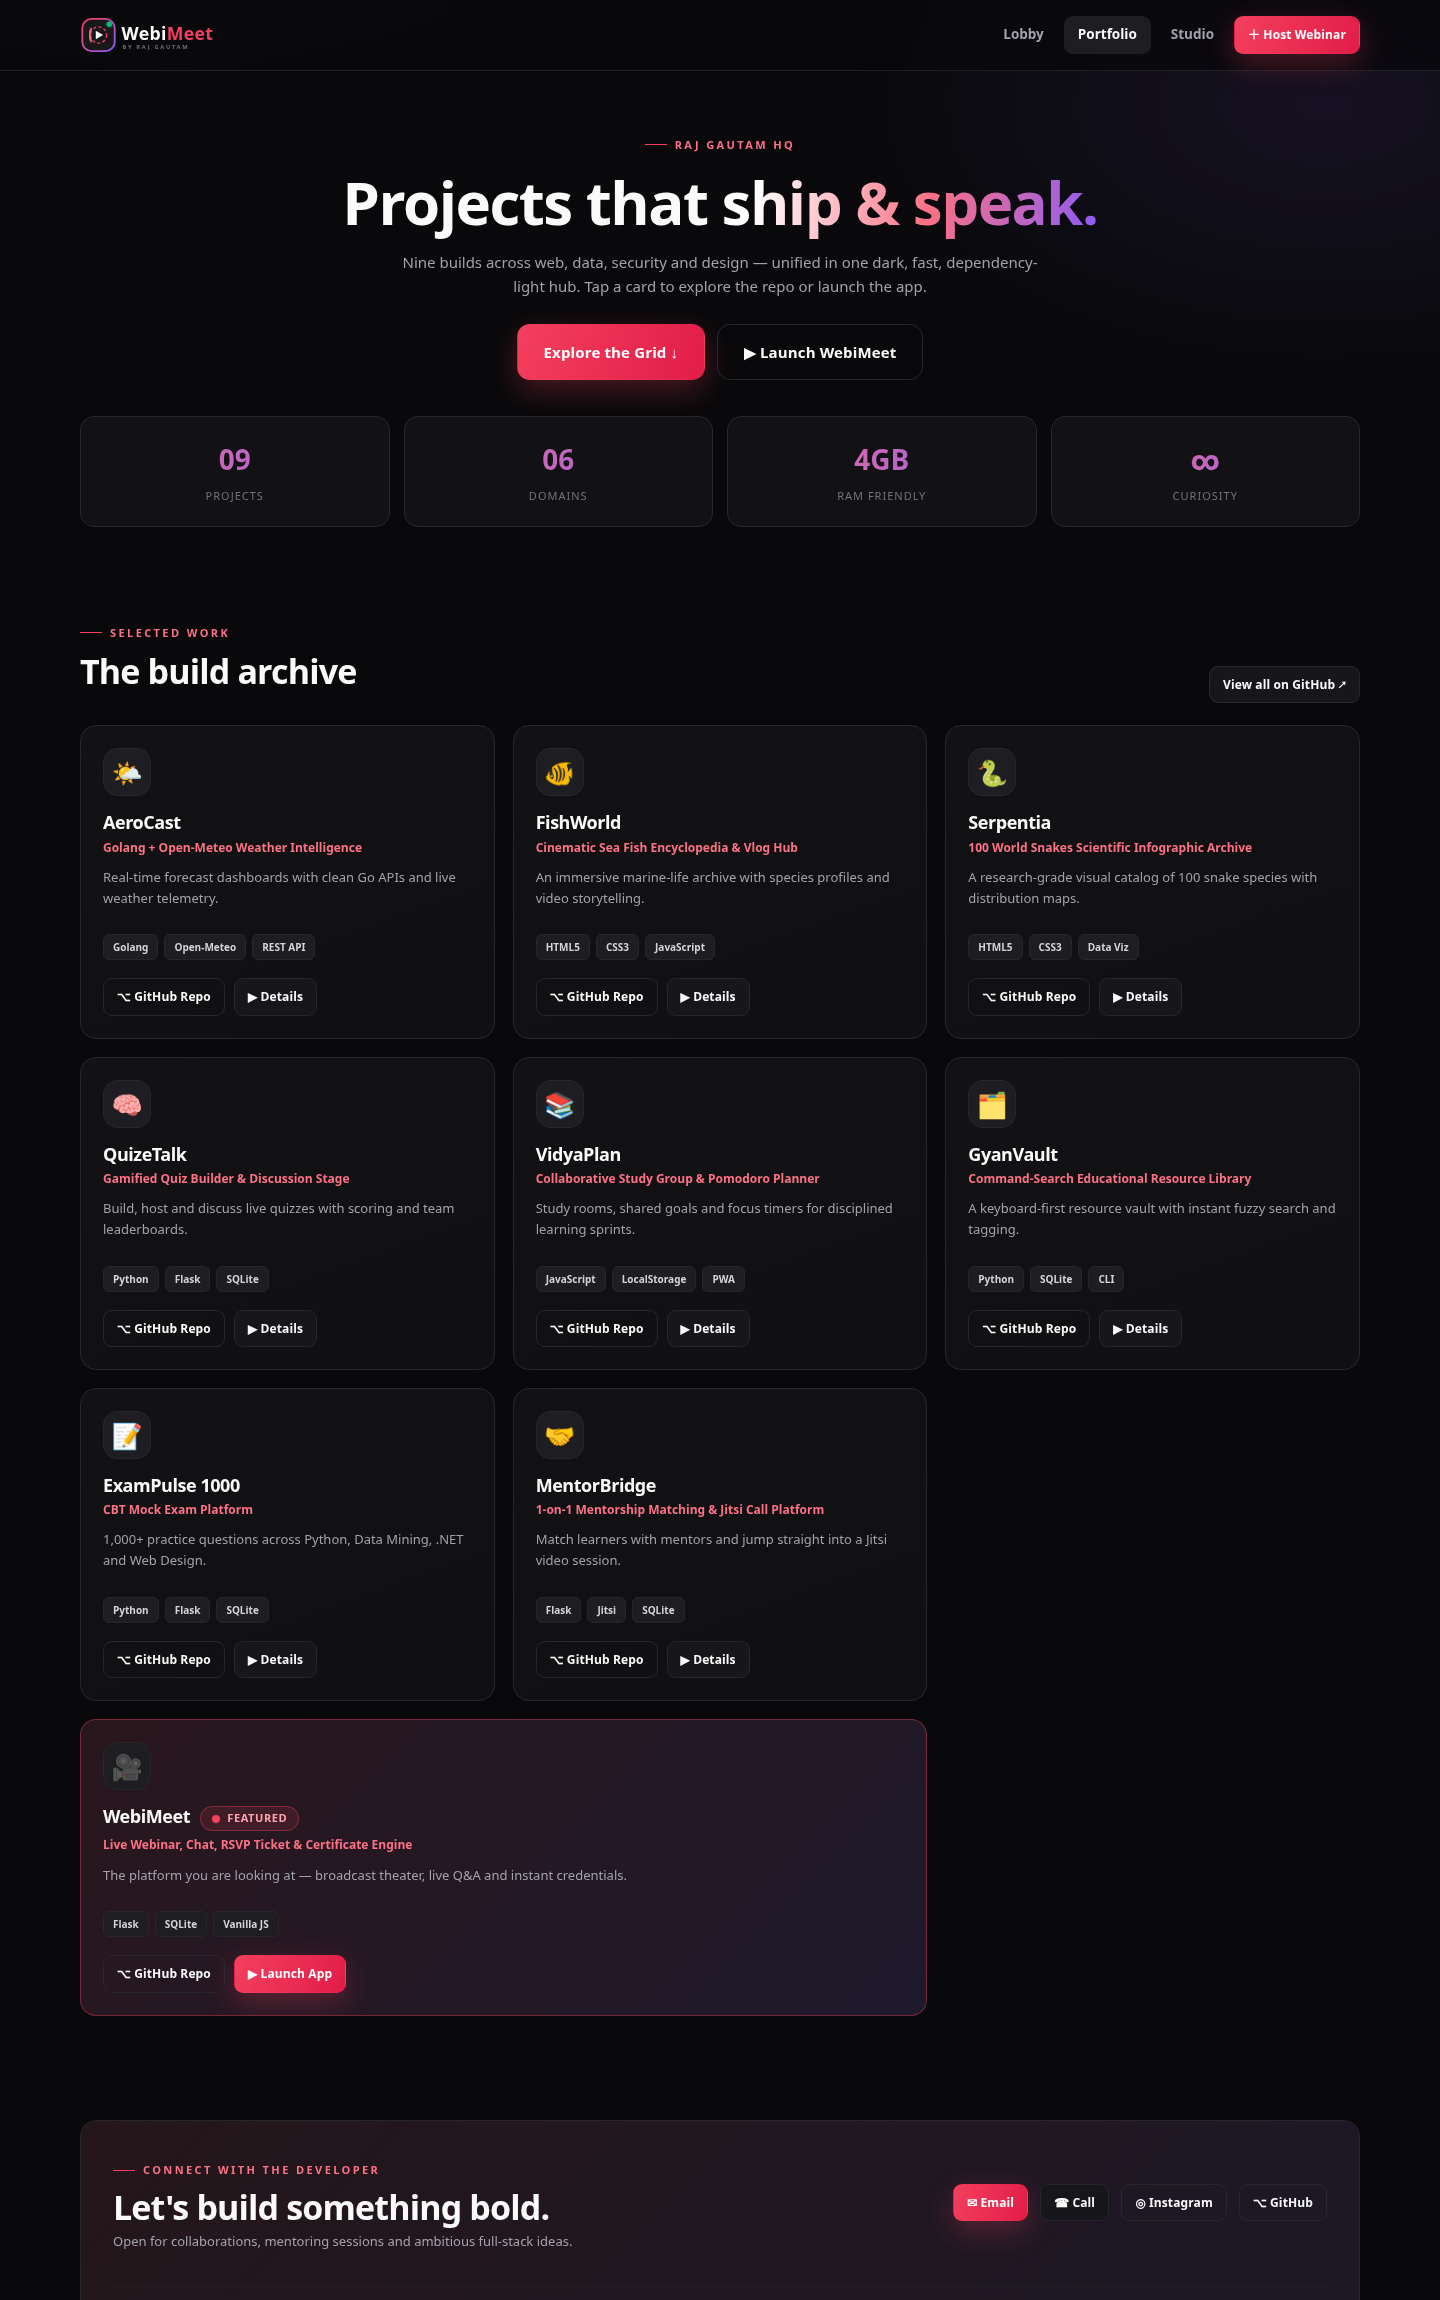 WebiMeet
BY RAJ GAUTAM
Lobby
Portfolio
Studio
+ Host Webinar
RAJ GAUTAM HQ
Projects that ship & speak.
Nine builds across web, data, security and design — unified in one dark, fast, dependency-
light hub. Tap a card to explore the repo or launch the app.
Explore the Grid ↓
▶ Launch WebiMeet
09
PROJECTS
06
DOMAINS
4GB
RAM FRIENDLY
∞
CURIOSITY
SELECTED WORK
The build archive
View all on GitHub ↗
AeroCast
Golang + Open-Meteo Weather Intelligence
Real-time forecast dashboards with clean Go APIs and live
weather telemetry.
Golang
Open-Meteo
REST API
⌥ GitHub Repo
▶ Details
FishWorld
Cinematic Sea Fish Encyclopedia & Vlog Hub
An immersive marine-life archive with species profiles and
video storytelling.
HTML5
CSS3
JavaScript
⌥ GitHub Repo
▶ Details
Serpentia
100 World Snakes Scientific Infographic Archive
A research-grade visual catalog of 100 snake species with
distribution maps.
HTML5
CSS3
Data Viz
⌥ GitHub Repo
▶ Details
QuizeTalk
Gamified Quiz Builder & Discussion Stage
Build, host and discuss live quizzes with scoring and team
leaderboards.
Python
Flask
SQLite
⌥ GitHub Repo
▶ Details
VidyaPlan
Collaborative Study Group & Pomodoro Planner
Study rooms, shared goals and focus timers for disciplined
learning sprints.
JavaScript
LocalStorage
PWA
⌥ GitHub Repo
▶ Details
GyanVault
Command-Search Educational Resource Library
A keyboard-first resource vault with instant fuzzy search and
tagging.
Python
SQLite
CLI
⌥ GitHub Repo
▶ Details
ExamPulse 1000
CBT Mock Exam Platform
1,000+ practice questions across Python, Data Mining, .NET
and Web Design.
Python
Flask
SQLite
⌥ GitHub Repo
▶ Details
MentorBridge
1-on-1 Mentorship Matching & Jitsi Call Platform
Match learners with mentors and jump straight into a Jitsi
video session.
Flask
Jitsi
SQLite
⌥ GitHub Repo
▶ Details
WebiMeet
FEATURED
Live Webinar, Chat, RSVP Ticket & Certificate Engine
The platform you are looking at — broadcast theater, live Q&A and instant credentials.
Flask
SQLite
Vanilla JS
⌥ GitHub Repo
▶ Launch App
CONNECT WITH THE DEVELOPER
Let's build something bold.
Open for collaborations, mentoring sessions and ambitious full-stack ideas.
✉ Email
☎ Call
◎ Instagram
⌥ GitHub